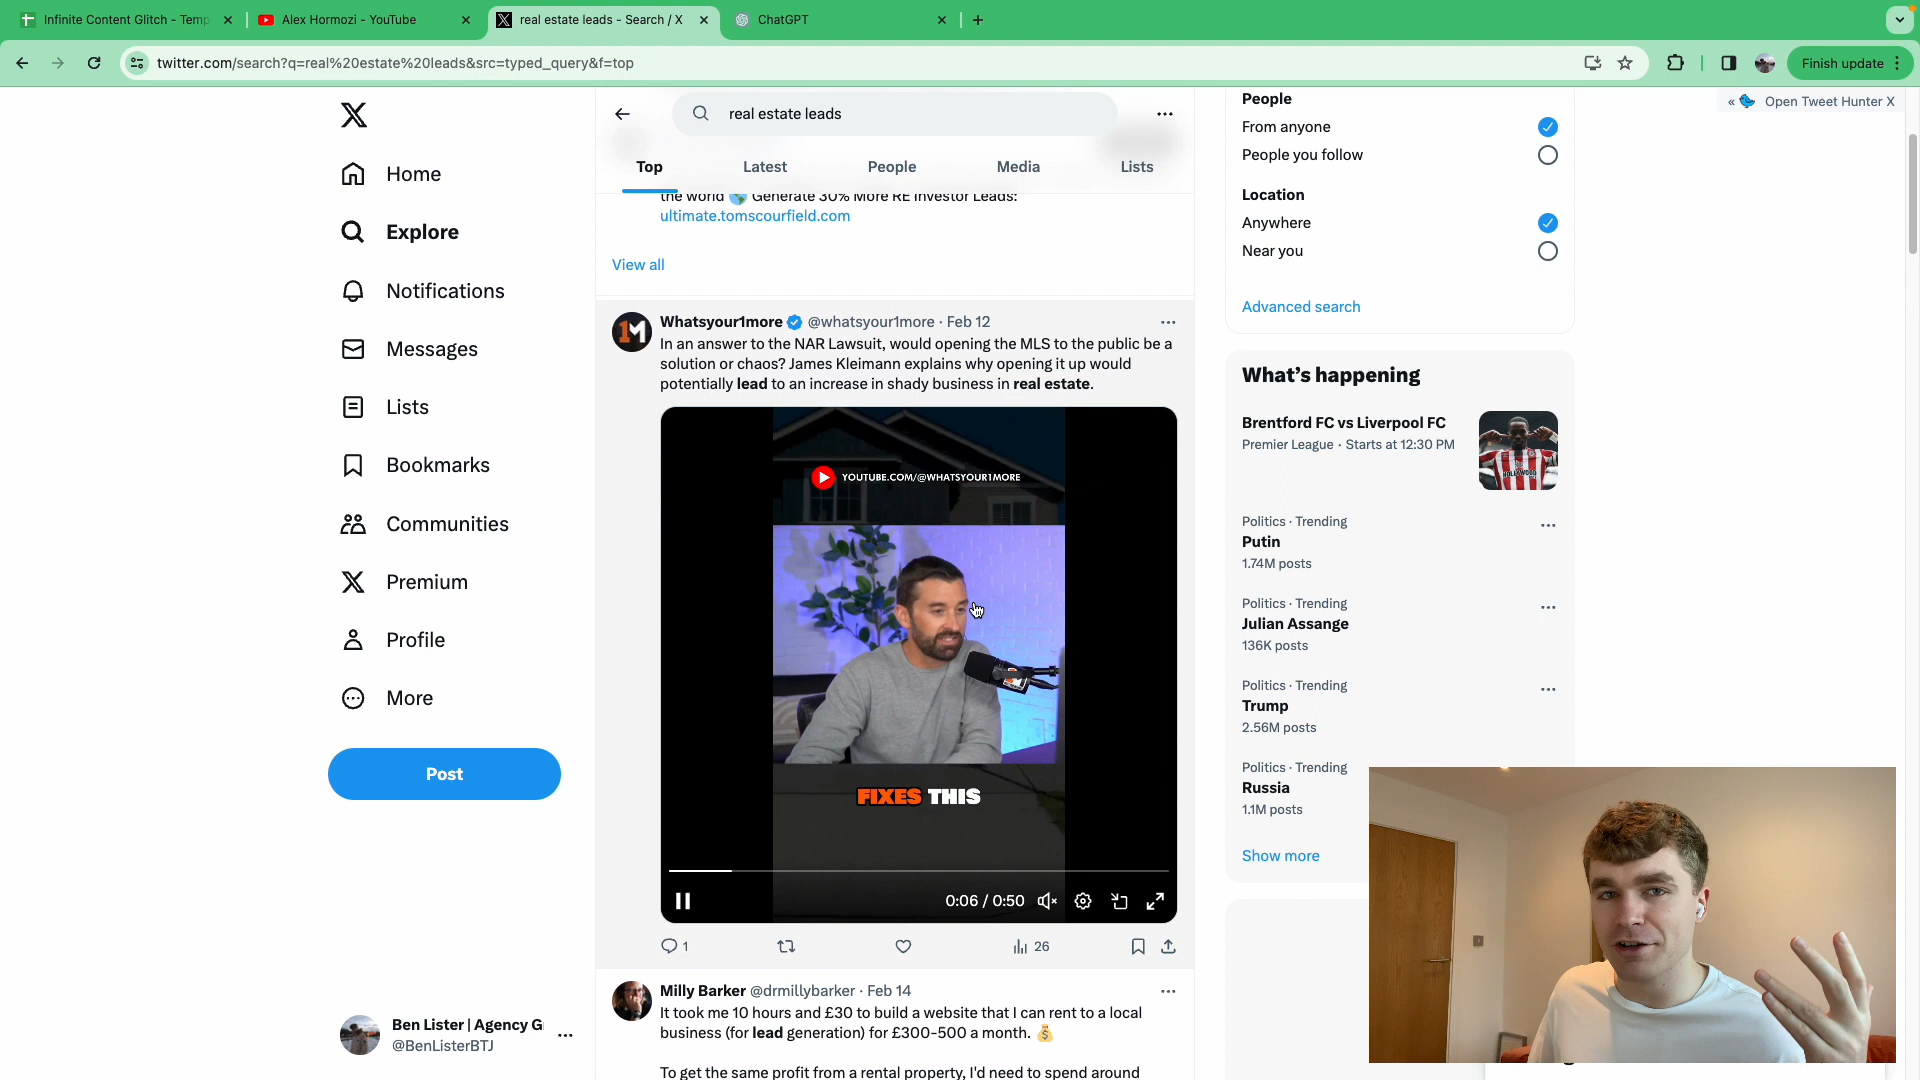 Infinite Content Glitch - Temp
Alex Hormozi - YouTube
real estate leads - Search / X
ChatGPT
twitter.com/search?q=real%20estate%20leads&src=typed_query&f=top
Finish update
Home
Explore
Notifications
Messages
Lists
Bookmarks
Communities
Premium
Profile
More
Post
Ben Lister | Agency G
@BenListerBTJ
real estate leads
Top
Latest
People
Media
Lists
the world 🌎 Generate 30% More RE Investor Leads:
ultimate.tomscourfield.com
View all
Whatsyour1more @whatsyour1more · Feb 12
In an answer to the NAR Lawsuit, would opening the MLS to the public be a
solution or chaos? James Kleimann explains why opening it up would
potentially lead to an increase in shady business in real estate.
1M
YOUTUBE.COM/@WHATSYOUR1MORE
FIXES THIS
0:06 / 0:50
1
26
Milly Barker @drmillybarker · Feb 14
It took me 10 hours and £30 to build a website that I can rent to a local
business (for lead generation) for £300-500 a month. 💰
To get the same profit from a rental property, I'd need to spend around
People
From anyone
People you follow
Location
Anywhere
Near you
Advanced search
« Open Tweet Hunter X
What's happening
Brentford FC vs Liverpool FC
Premier League · Starts at 12:30 PM
Politics · Trending
Putin
1.74M posts
Politics · Trending
Julian Assange
136K posts
Politics · Trending
Trump
2.56M posts
Politics · Trending
Russia
1.1M posts
Show more